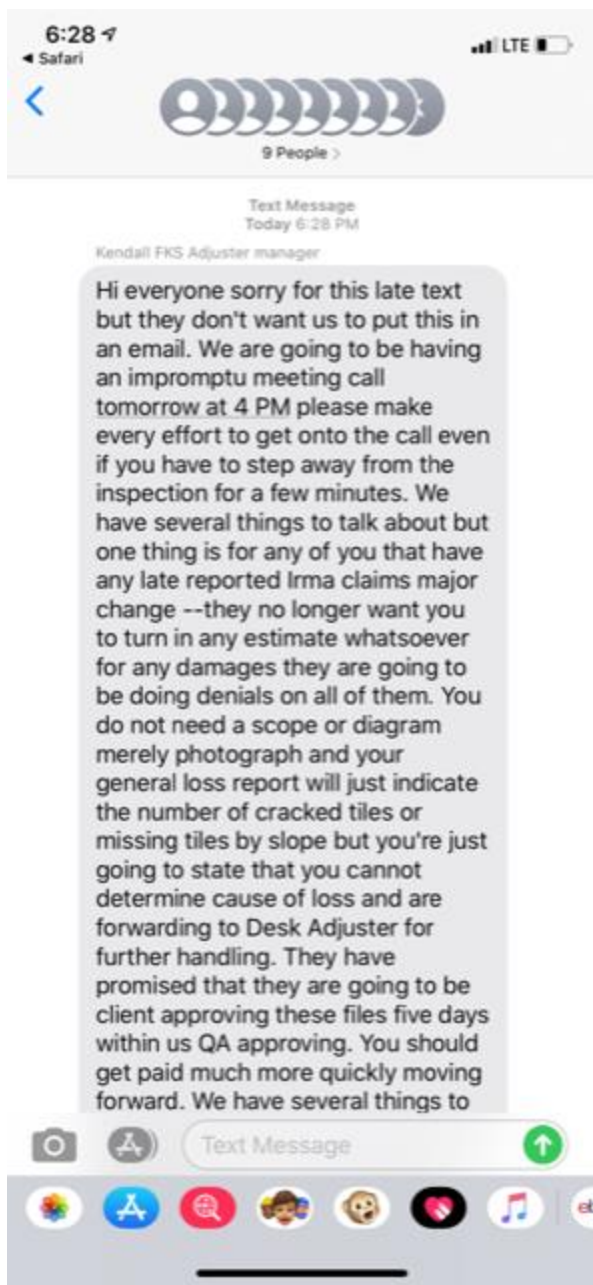 6:28
◀ Safari
LTE
9 People >
Text Message
Today 6:28 PM
Kendall FKS Adjuster manager
Hi everyone sorry for this late text
but they don't want us to put this in
an email. We are going to be having
an impromptu meeting call
tomorrow at 4 PM please make
every effort to get onto the call even
if you have to step away from the
inspection for a few minutes. We
have several things to talk about but
one thing is for any of you that have
any late reported Irma claims major
change --they no longer want you
to turn in any estimate whatsoever
for any damages they are going to
be doing denials on all of them. You
do not need a scope or diagram
merely photograph and your
general loss report will just indicate
the number of cracked tiles or
missing tiles by slope but you're just
going to state that you cannot
determine cause of loss and are
forwarding to Desk Adjuster for
further handling. They have
promised that they are going to be
client approving these files five days
within us QA approving. You should
get paid much more quickly moving
forward. We have several things to
Text Message
eb